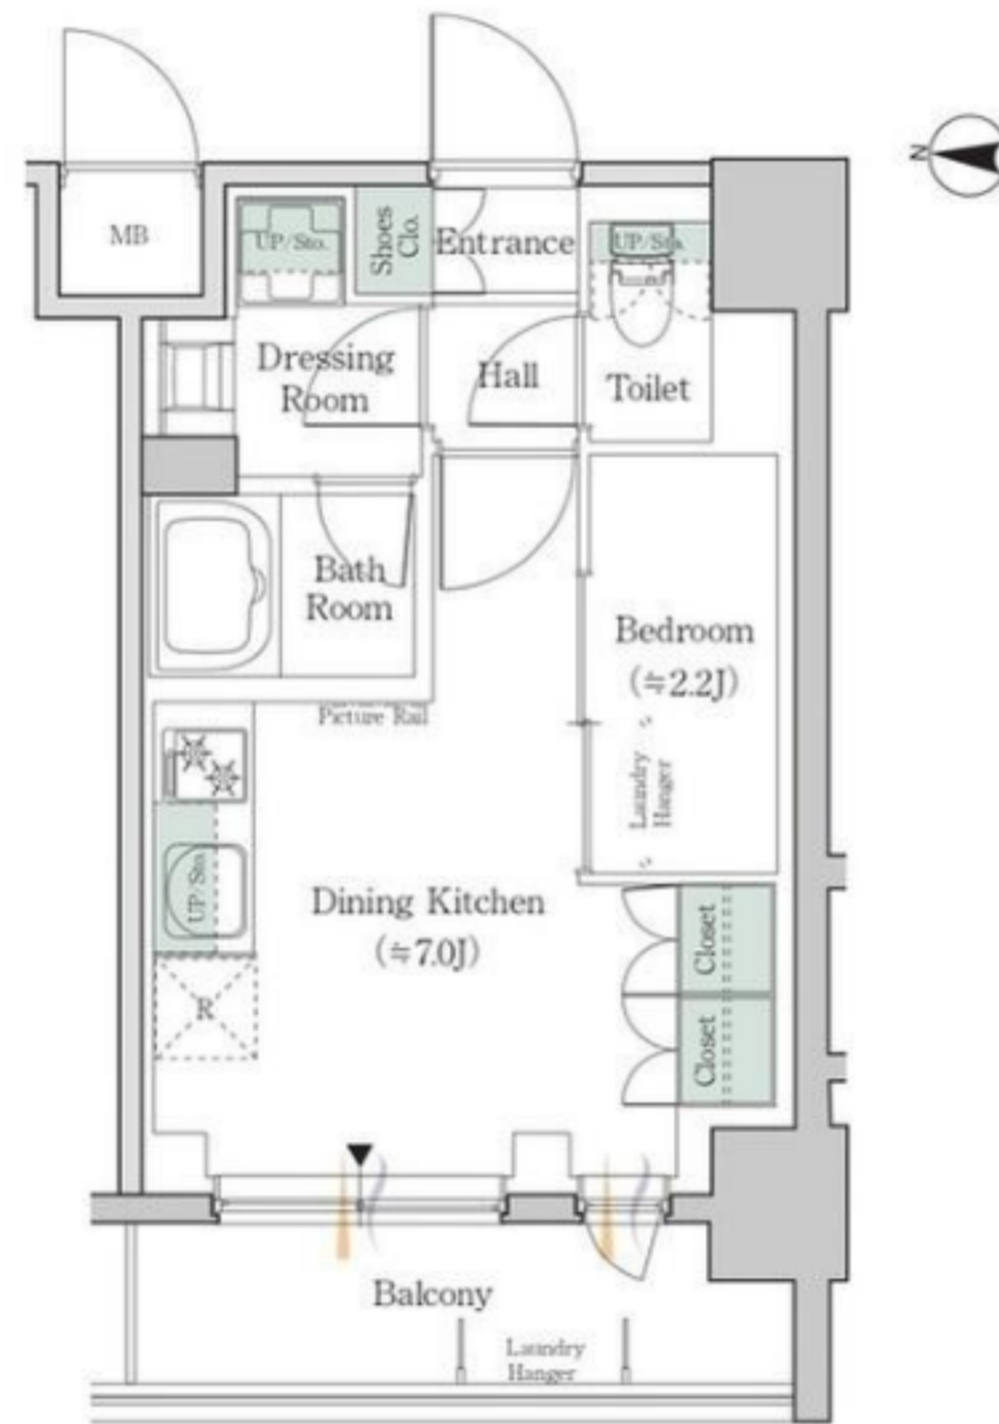 N
MB
UP/Sto.
Shoes
Clo.
Entrance
UP/Sto.
Dressing
Room
Hall
Toilet
Bath
Room
Bedroom
(≒2.2J)
Picture Rail
Laundry
Hanger
UP/Sto.
Dining Kitchen
(≒7.0J)
Closet
R
Closet
Balcony
Laundry
Hanger